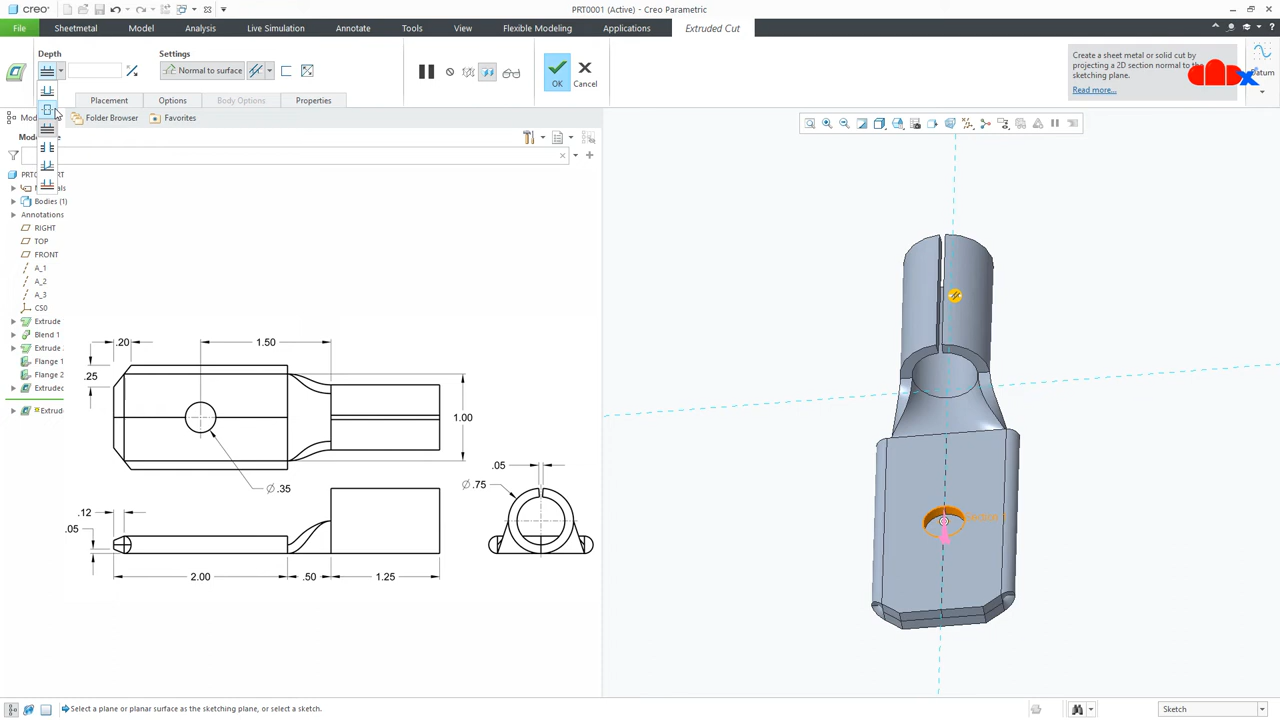 creo
PRT0001 (Active) - Creo Parametric
File
Sheetmetal
Model
Analysis
Live Simulation
Annotate
Tools
View
Flexible Modeling
Applications
Extruded Cut
Depth
Settings
Normal to surface
OK
Cancel
Create a sheet metal or solid cut by
projecting a 2D section normal to the
sketching plane.
Read more...
Datum
Placement
Options
Body Options
Properties
Folder Browser
Favorites
RIGHT
TOP
FRONT
A_1
A_2
A_3
CS0
Bodies (1)
Annotations
Extrude
Blend 1
Extrude
Flange 1
Flange 2
Extruded
Extrud
.20
1.50
.25
1.00
Ø.35
.05
Ø.75
.12
.05
2.00
.50
1.25
Select a plane or planar surface as the sketching plane, or select a sketch.
Sketch